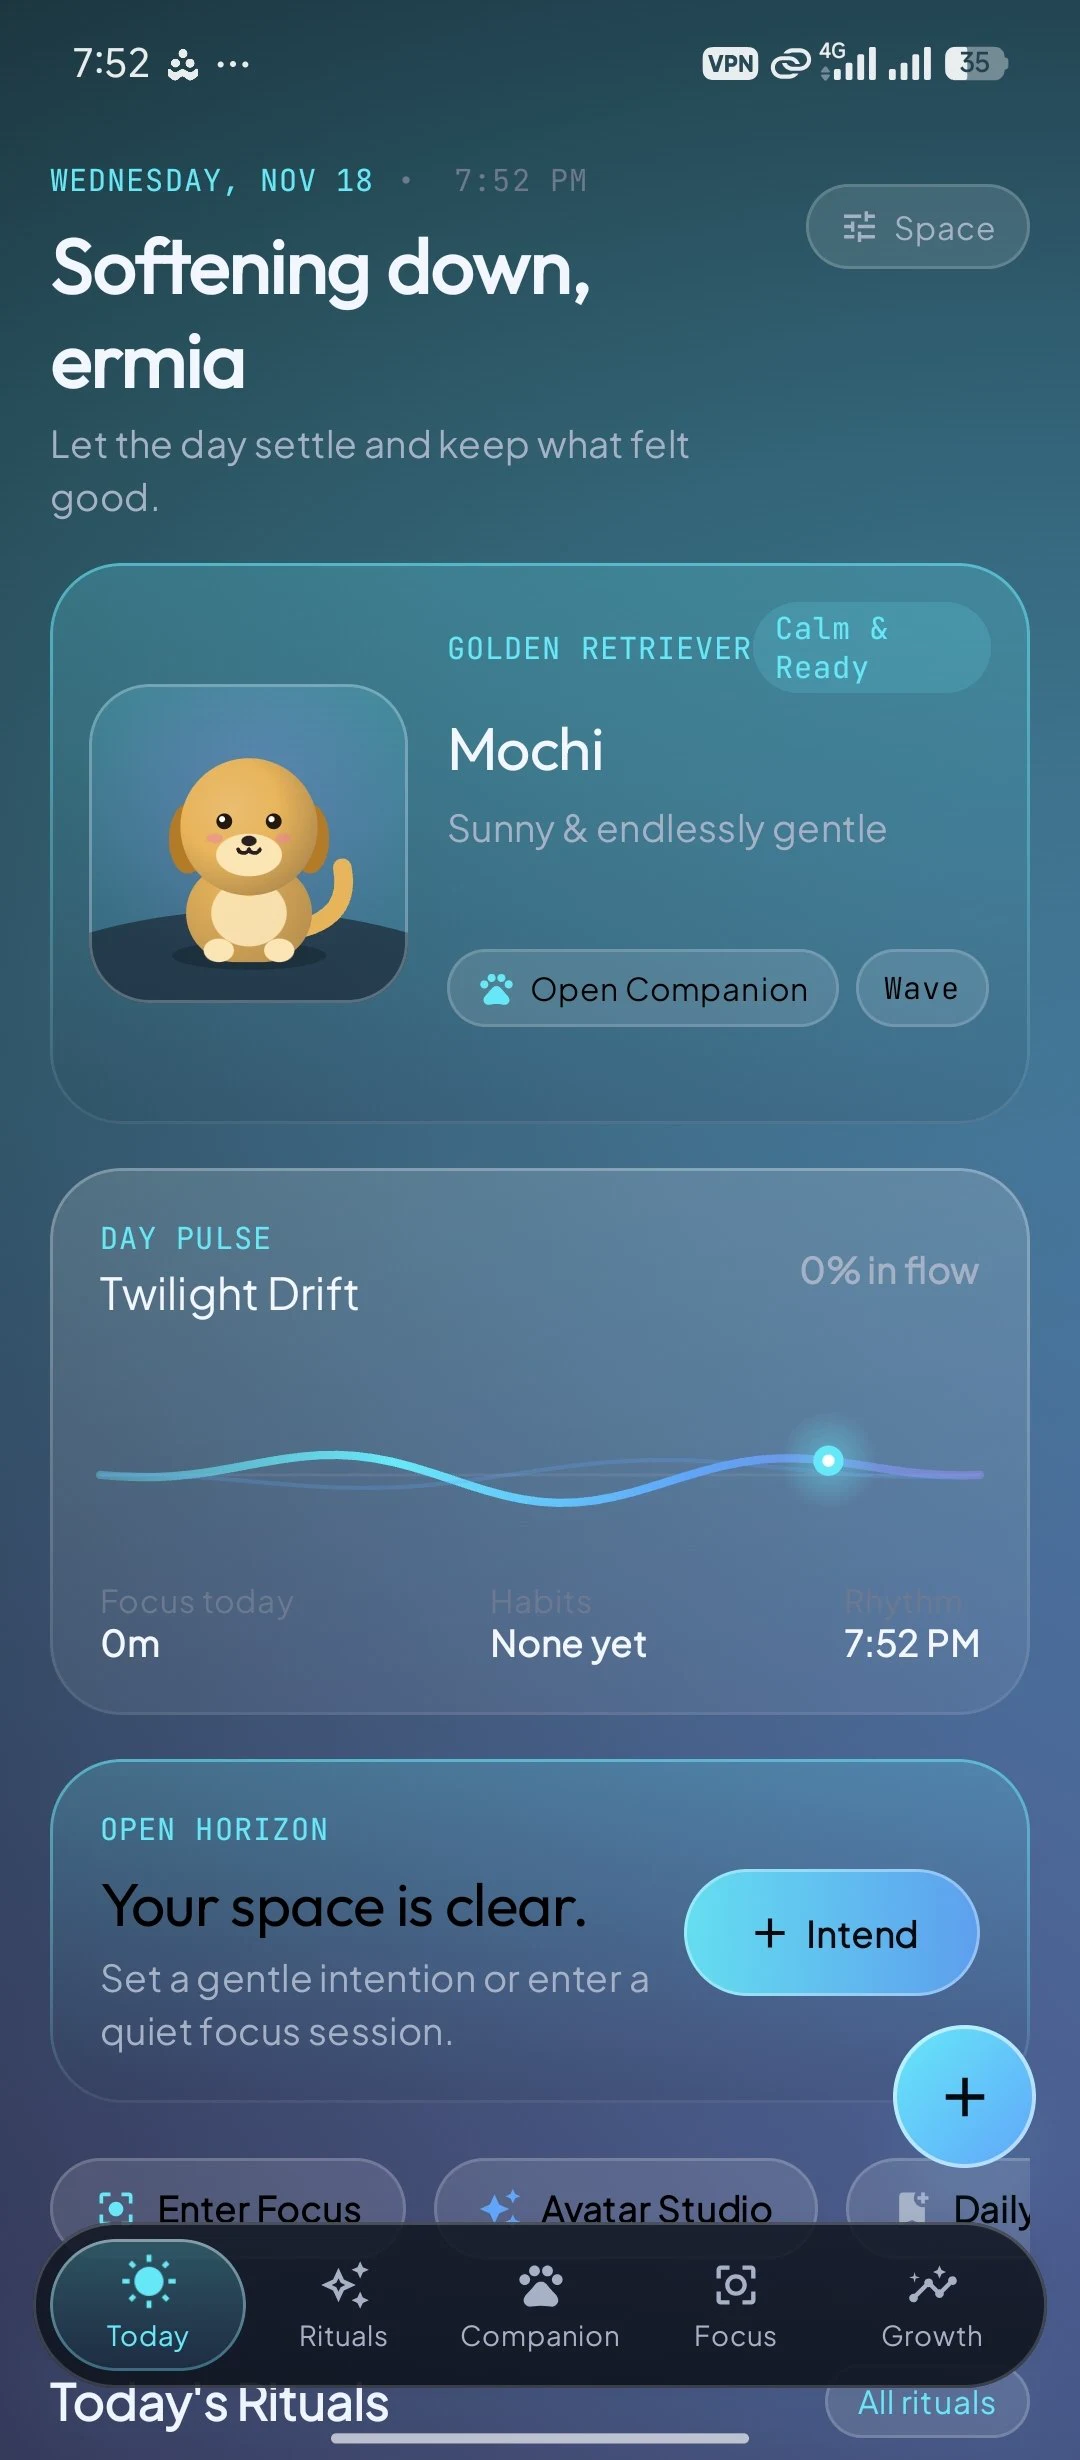 7:52 ...
VPN 4G 35
WEDNESDAY, NOV 18 • 7:52 PM
Space
Softening down,
ermia
Let the day settle and keep what felt
good.
GOLDEN RETRIEVER
Calm &
Ready
Mochi
Sunny & endlessly gentle
Open Companion
Wave
DAY PULSE
Twilight Drift
0% in flow
Focus today
0m
Habits
None yet
Rhythm
7:52 PM
OPEN HORIZON
Your space is clear.
Set a gentle intention or enter a
quiet focus session.
+ Intend
+
Enter Focus
Avatar Studio
Daily
Today
Rituals
Companion
Focus
Growth
Today's Rituals
All rituals